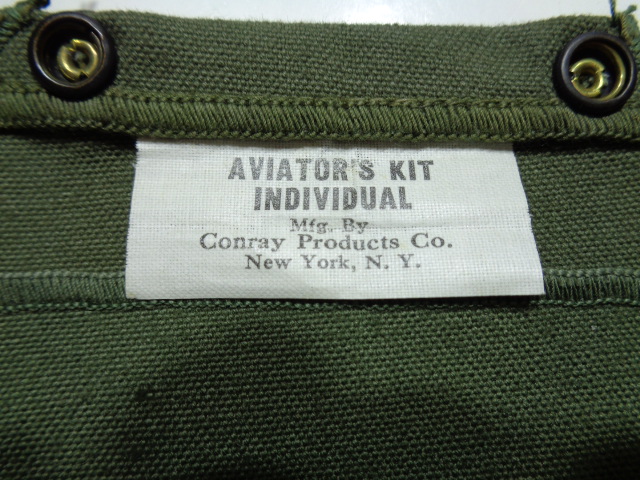 AVIATOR'S KIT
INDIVIDUAL
Mfg. By
Conray Products Co.
New York, N. Y.